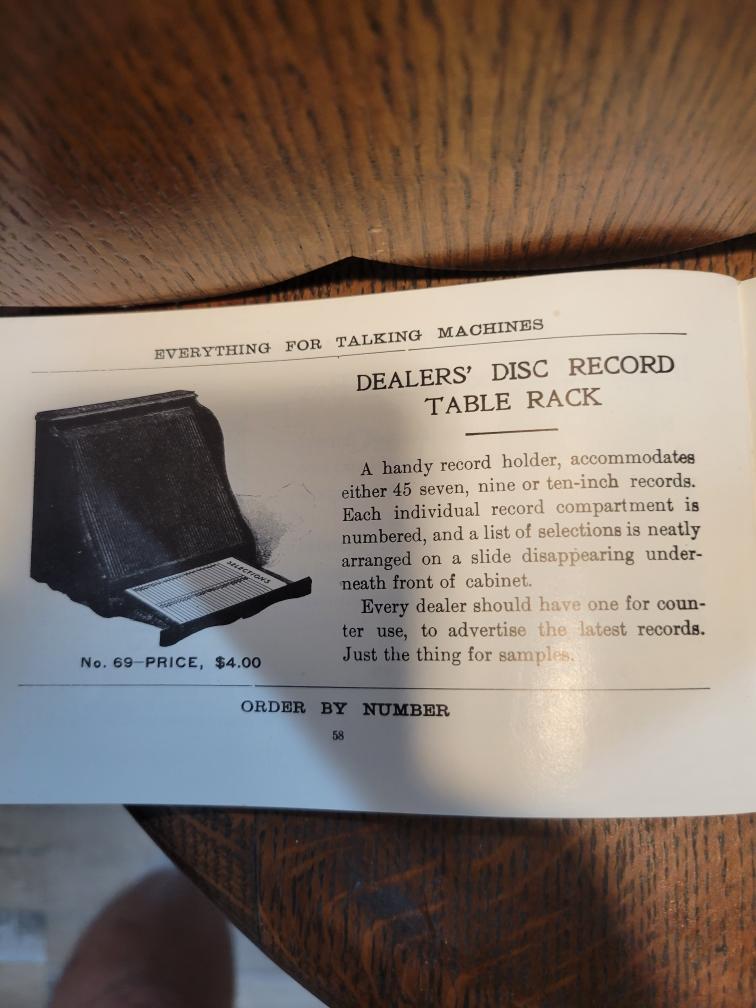 EVERYTHING FOR TALKING MACHINES
DEALERS' DISC RECORD
TABLE RACK
A handy record holder, accommodates
either 45 seven, nine or ten-inch records.
Each individual record compartment is
numbered, and a list of selections is neatly
arranged on a slide disappearing under-
neath front of cabinet.
Every dealer should have one for coun-
ter use, to advertise the latest records.
Just the thing for samples.
SELECTIONS
No. 69—PRICE, $4.00
ORDER BY NUMBER
58